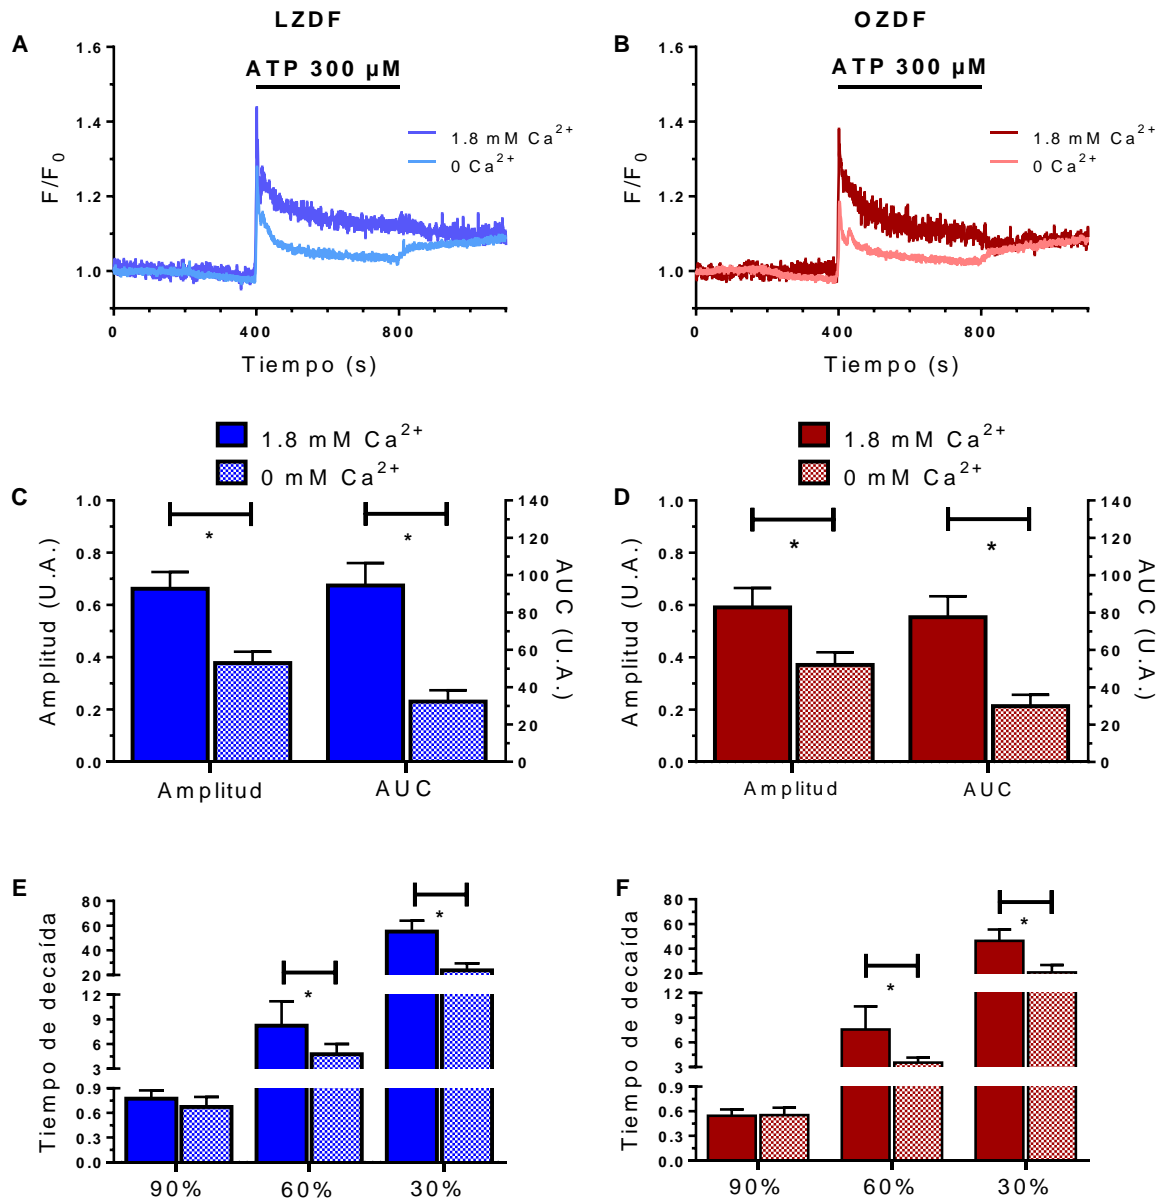 LZDF
OZDF
A
B
1.6
1.4
1.2
1.0
F/F0
ATP 300 µM
1.8 mM Ca2+
0 Ca2+
0
400
800
Tiempo (s)
1.6
1.4
1.2
1.0
F/F0
ATP 300 µM
1.8 mM Ca2+
0 Ca2+
0
400
800
Tiempo (s)
1.8 mM Ca2+
0 mM Ca2+
C
1.0
0.8
0.6
0.4
0.2
0.0
Amplitud (U.A.)
*
*
140
120
100
80
60
40
20
0
AUC (U.A.)
Amplitud
AUC
1.8 mM Ca2+
0 mM Ca2+
D
1.0
0.8
0.6
0.4
0.2
0.0
Amplitud (U.A.)
*
*
140
120
100
80
60
40
20
0
AUC (U.A.)
Amplitud
AUC
E
Tiempo de decaída
80
60
40
20
12
9
6
3
0.9
0.6
0.3
0.0
*
*
90%
60%
30%
F
Tiempo de decaída
80
60
40
20
12
9
6
3
0.9
0.6
0.3
0.0
*
*
90%
60%
30%